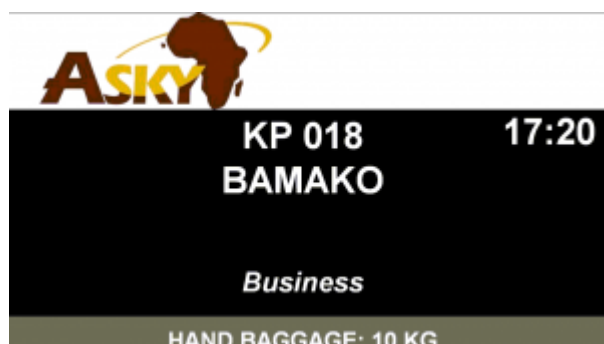 ASKY
KP 018 17:20
BAMAKO
Business
HAND BAGGAGE: 10 KG